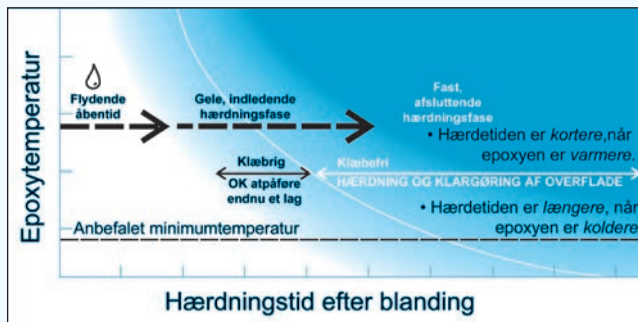 Epoxytemperatur
Flydende
åbentid
Gele, indledende
hærdningsfase
Fast,
afsluttende
hærdningsfase
• Hærdetiden er kortere,når
epoxyen er varmere.
Klæbrig
OK atpåføre
endnu et lag
Klæbefri
HÆRDNING OG KLARGØRING AF OVERFLADE
• Hærdetiden er længere, når
epoxyen er koldere
Anbefalet minimumtemperatur
Hærdningstid efter blanding